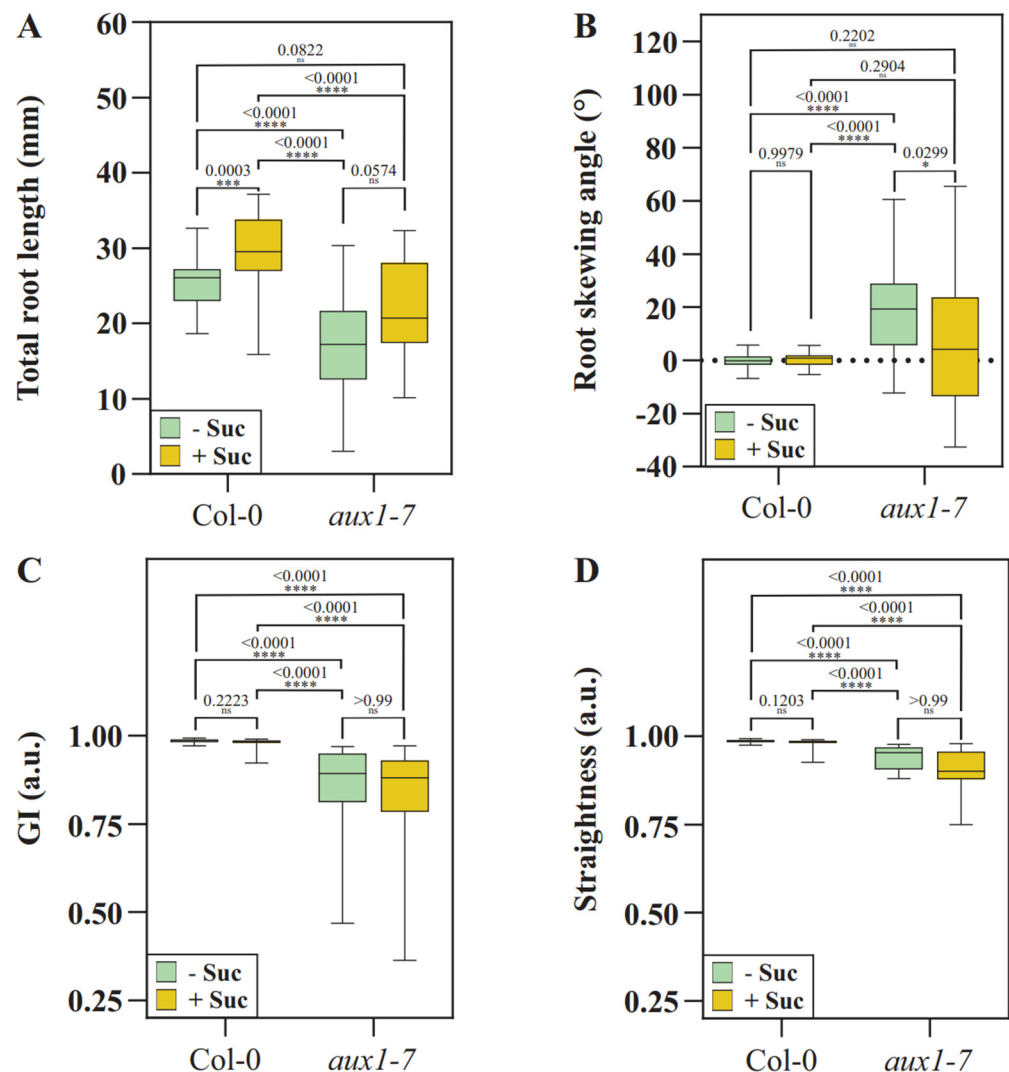 A
Total root length (mm)
60
50
40
30
20
10
0
0.0822
ns
<0.0001
****
<0.0001
****
<0.0001
****
0.0003
***
0.0574
ns
- Suc
+ Suc
Col-0
aux1-7
B
Root skewing angle (°)
120
100
80
60
40
20
0
-20
-40
0.2202
ns
0.2904
ns
<0.0001
****
<0.0001
****
0.9979
ns
0.0299
*
- Suc
+ Suc
Col-0
aux1-7
C
GI (a.u.)
1.00
0.75
0.50
0.25
<0.0001
****
<0.0001
****
<0.0001
****
<0.0001
****
0.2223
ns
>0.99
ns
- Suc
+ Suc
Col-0
aux1-7
D
Straightness (a.u.)
1.00
0.75
0.50
0.25
<0.0001
****
<0.0001
****
<0.0001
****
<0.0001
****
0.1203
ns
>0.99
ns
- Suc
+ Suc
Col-0
aux1-7